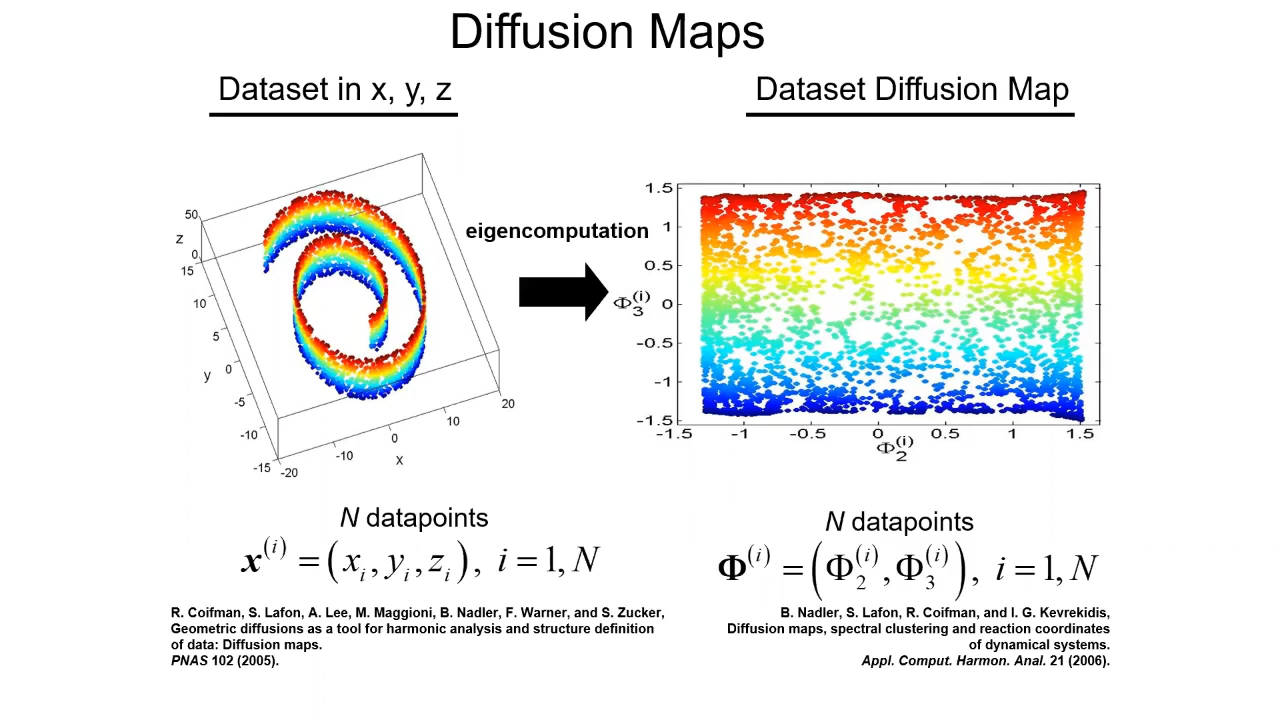 Diffusion Maps
Dataset in x, y, z
Dataset Diffusion Map
50
z
0
15
10
5
y
0
-5
-10
-15
-20
-10
0
x
10
20
eigencomputation
1.5
1
0.5
Φ₃⁽ⁱ⁾
0
-0.5
-1
-1.5
-1.5
-1
-0.5
0
0.5
1
1.5
Φ₂⁽ⁱ⁾
N datapoints
x⁽ⁱ⁾ = (xᵢ, yᵢ, zᵢ), i = 1, N
R. Coifman, S. Lafon, A. Lee, M. Maggioni, B. Nadler, F. Warner, and S. Zucker,
Geometric diffusions as a tool for harmonic analysis and structure definition
of data: Diffusion maps.
PNAS 102 (2005).
N datapoints
Φ⁽ⁱ⁾ = (Φ₂⁽ⁱ⁾, Φ₃⁽ⁱ⁾), i = 1, N
B. Nadler, S. Lafon, R. Coifman, and I. G. Kevrekidis,
Diffusion maps, spectral clustering and reaction coordinates
of dynamical systems.
Appl. Comput. Harmon. Anal. 21 (2006).